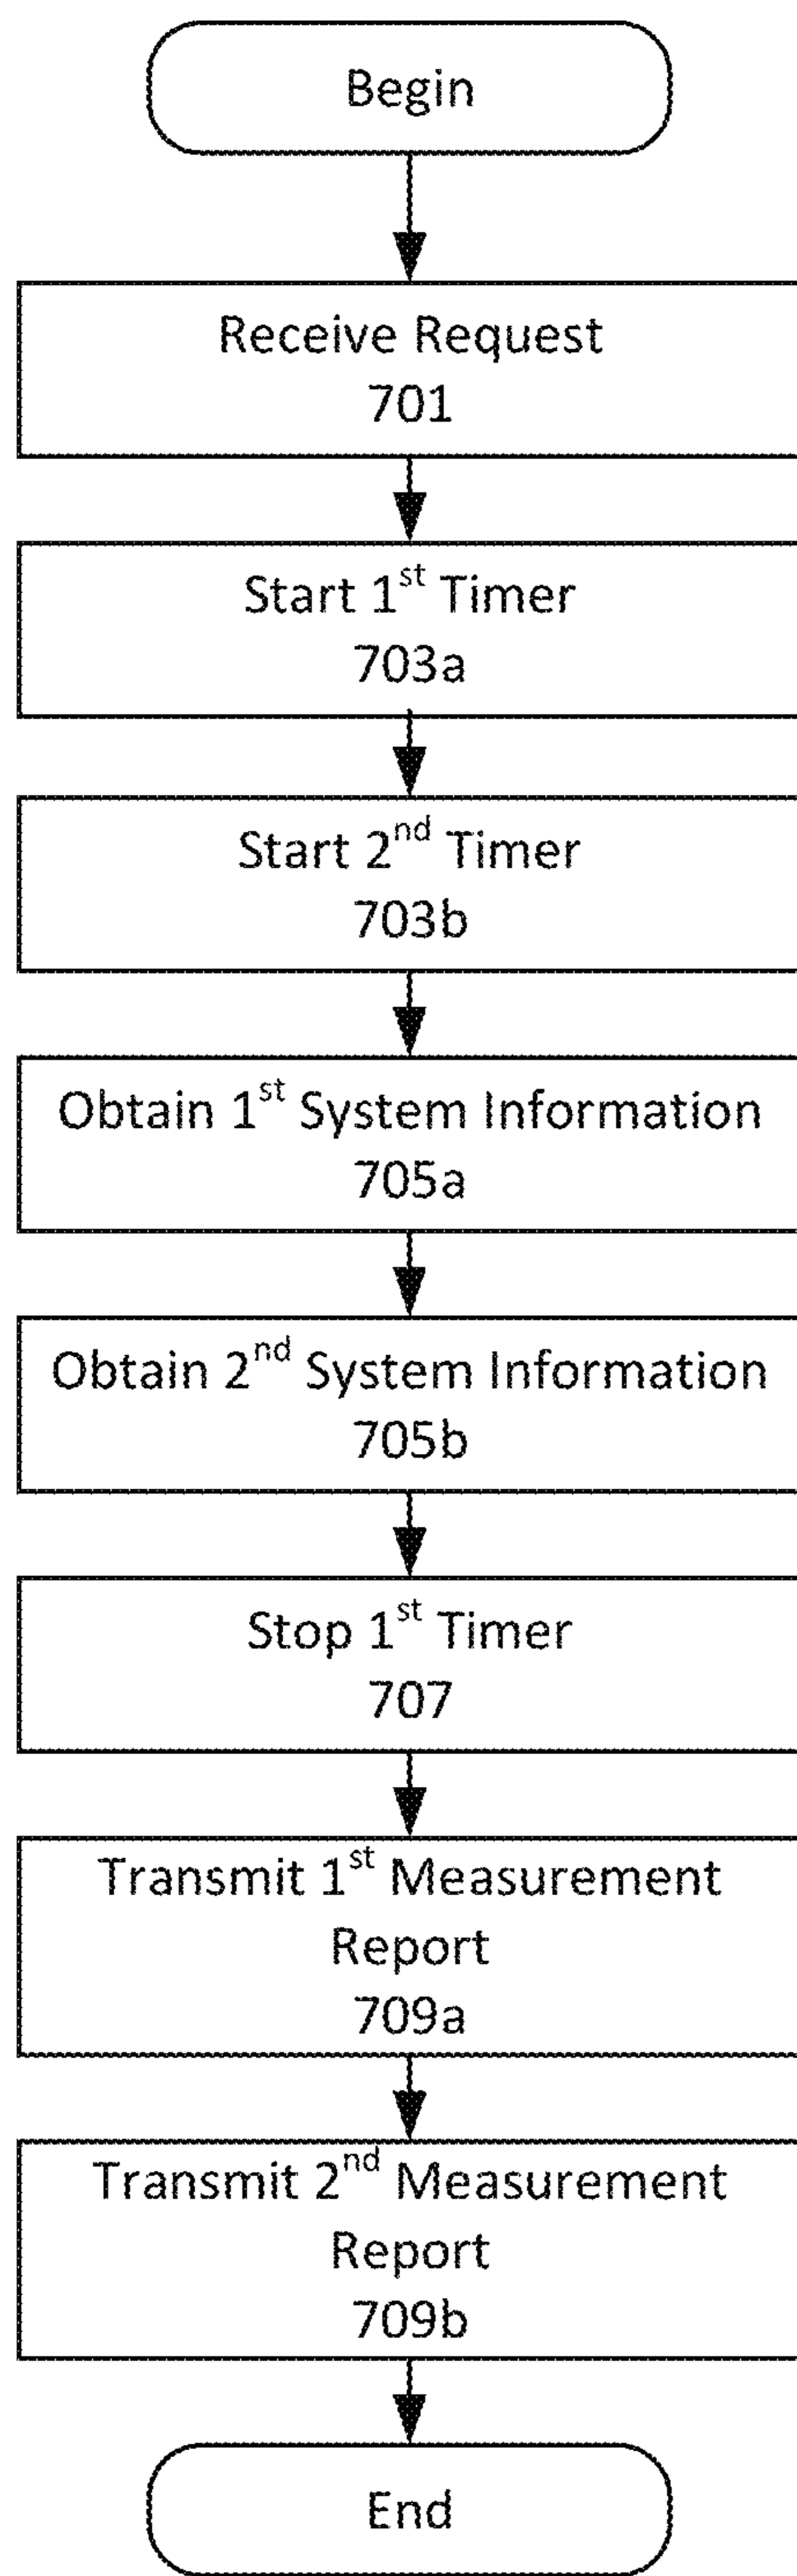 Begin
Receive Request
701
Start 1st Timer
703a
Start 2nd Timer
703b
Obtain 1st System Information
705a
Obtain 2nd System Information
705b
Stop 1st Timer
707
Transmit 1st Measurement
Report
709a
Transmit 2nd Measurement
Report
709b
End